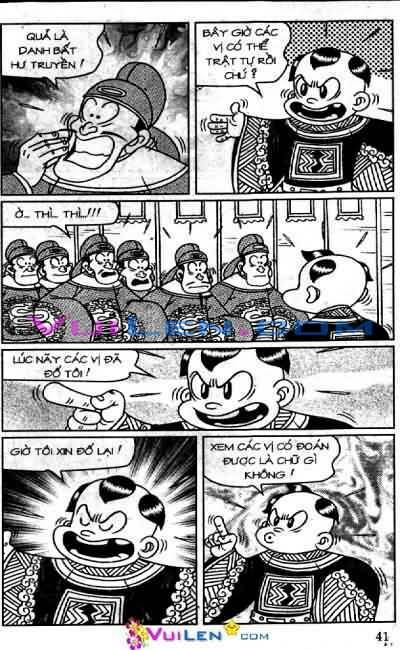 QUẢ LÀ
DANH BẤT
HƯ TRUYỀN!
BÂY GIỜ CÁC
VỊ CÓ THỂ
TRẬT TỰ RỒI
CHỨ?
Ờ... THÌ... THÌ...!!!
VUILEN.COM
LÚC NÃY CÁC VỊ ĐÃ
ĐỐ TÔI!
GIỜ TÔI XIN ĐỐ LẠI!
XEM CÁC VỊ CÓ ĐOÁN
ĐƯỢC LÀ CHỮ GÌ
KHÔNG!
41
VUILEN.COM